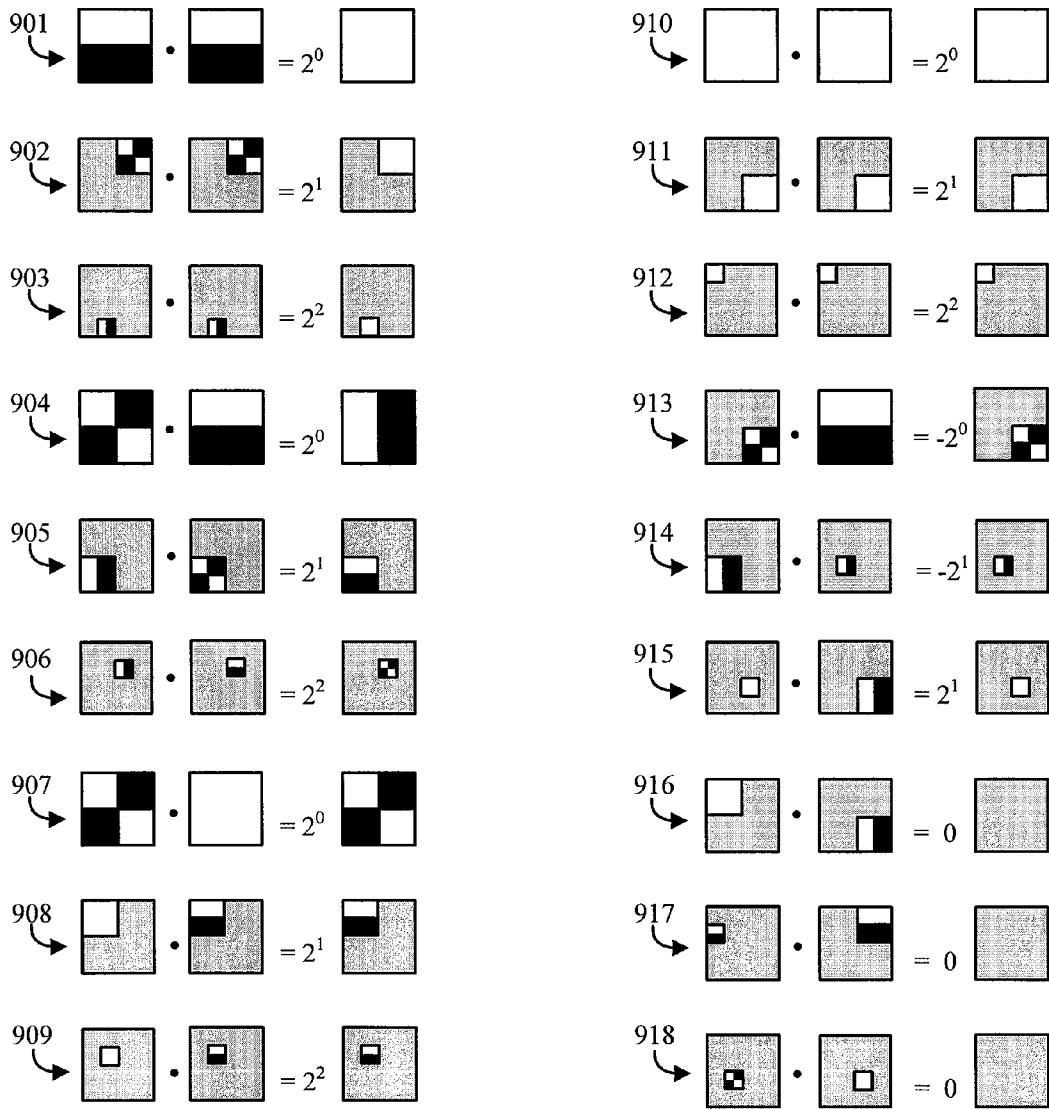 901 = 2⁰
902 = 2¹
903 = 2²
904 = 2⁰
905 = 2¹
906 = 2²
907 = 2⁰
908 = 2¹
909 = 2²
910 = 2⁰
911 = 2¹
912 = 2²
913 = -2⁰
914 = -2¹
915 = 2¹
916 = 0
917 = 0
918 = 0